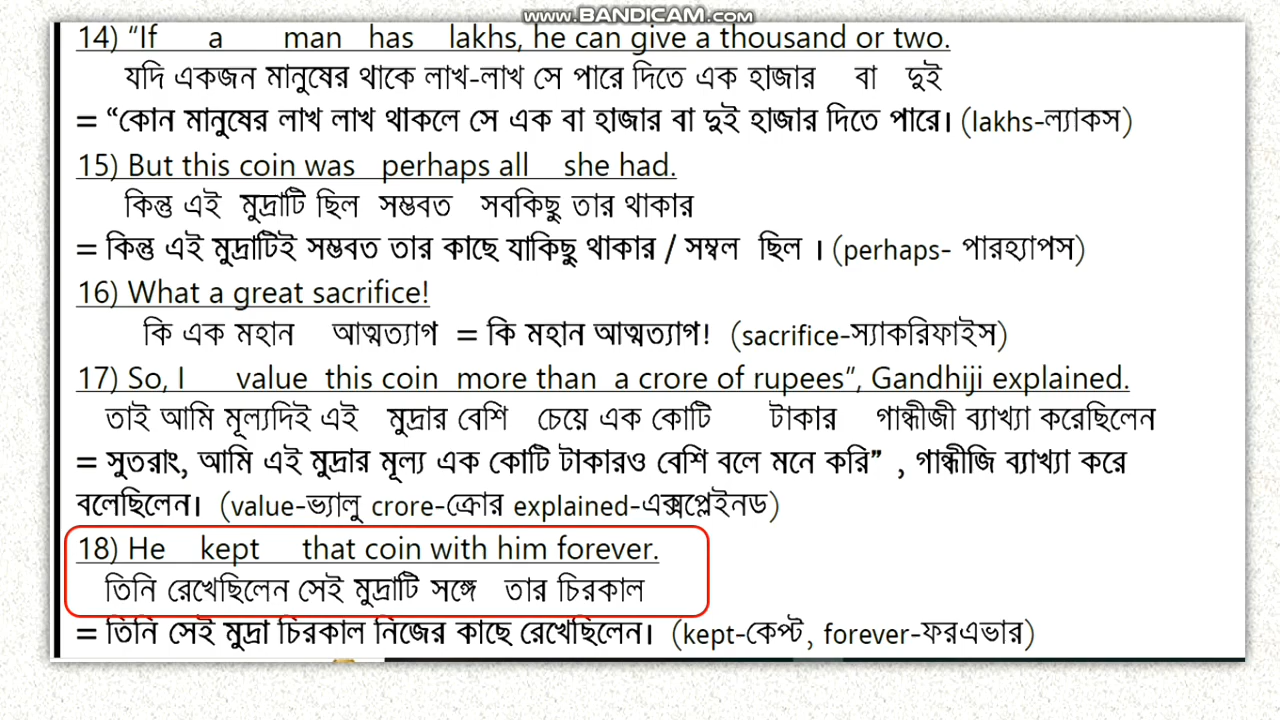 www.BANDICAM.com
14) “If a man has lakhs, he can give a thousand or two.
যদি একজন মানুষের থাকে লাখ-লাখ সে পারে দিতে এক হাজার বা দুই
= “কোন মানুষের লাখ লাখ থাকলে সে এক বা হাজার বা দুই হাজার দিতে পারে। (lakhs-ল্যাকস)
15) But this coin was perhaps all she had.
কিন্তু এই মুদ্রাটি ছিল সম্ভবত সবকিছু তার থাকার
= কিন্তু এই মুদ্রাটিই সম্ভবত তার কাছে যাকিছু থাকার / সম্বল ছিল । (perhaps- পারহ্যাপস)
16) What a great sacrifice!
কি এক মহান আত্মত্যাগ = কি মহান আত্মত্যাগ! (sacrifice-স্যাকরিফাইস)
17) So, I value this coin more than a crore of rupees”, Gandhiji explained.
তাই আমি মূল্যদিই এই মুদ্রার বেশি চেয়ে এক কোটি টাকার গান্ধীজী ব্যাখ্যা করেছিলেন
= সুতরাং, আমি এই মুদ্রার মূল্য এক কোটি টাকারও বেশি বলে মনে করি” , গান্ধীজি ব্যাখ্যা করে
বলেছিলেন। (value-ভ্যালু crore-ক্রোর explained-এক্সপ্লেইনড)
18) He kept that coin with him forever.
তিনি রেখেছিলেন সেই মুদ্রাটি সঙ্গে তার চিরকাল
= তিনি সেই মুদ্রা চিরকাল নিজের কাছে রেখেছিলেন। (kept-কেপ্ট, forever-ফরএভার)